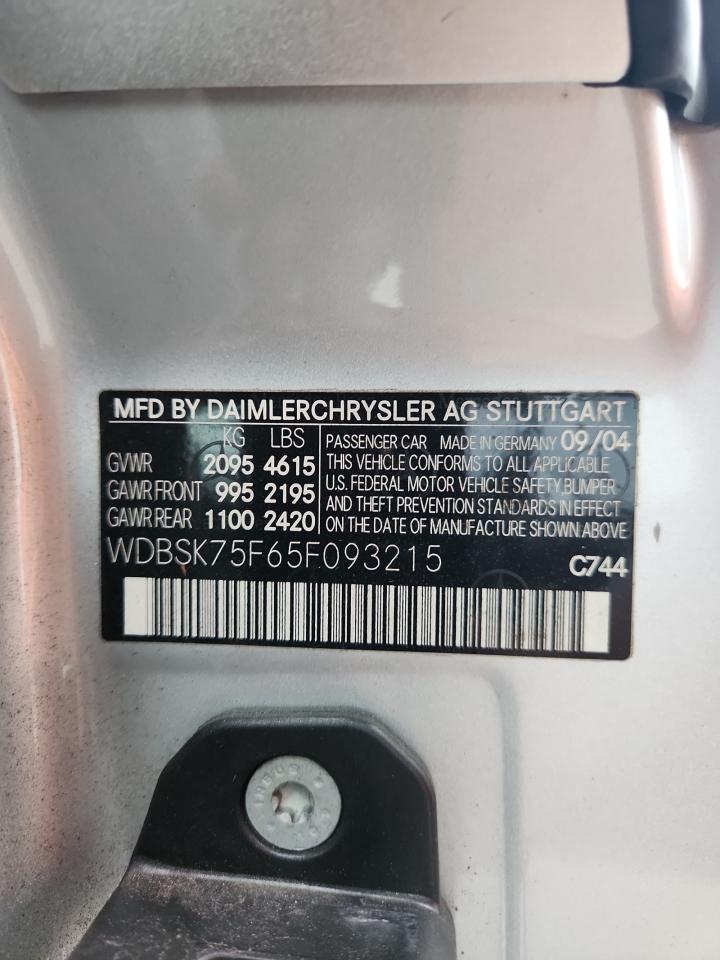 MFD BY DAIMLERCHRYSLER AG STUTTGART
KG LBS
GVWR 2095 4615
GAWR FRONT 995 2195
GAWR REAR 1100 2420
PASSENGER CAR MADE IN GERMANY 09/04
THIS VEHICLE CONFORMS TO ALL APPLICABLE
U.S. FEDERAL MOTOR VEHICLE SAFETY,BUMPER
AND THEFT PREVENTION STANDARDS IN EFFECT
ON THE DATE OF MANUFACTURE SHOWN ABOVE
WDBSK75F65F093215
C744